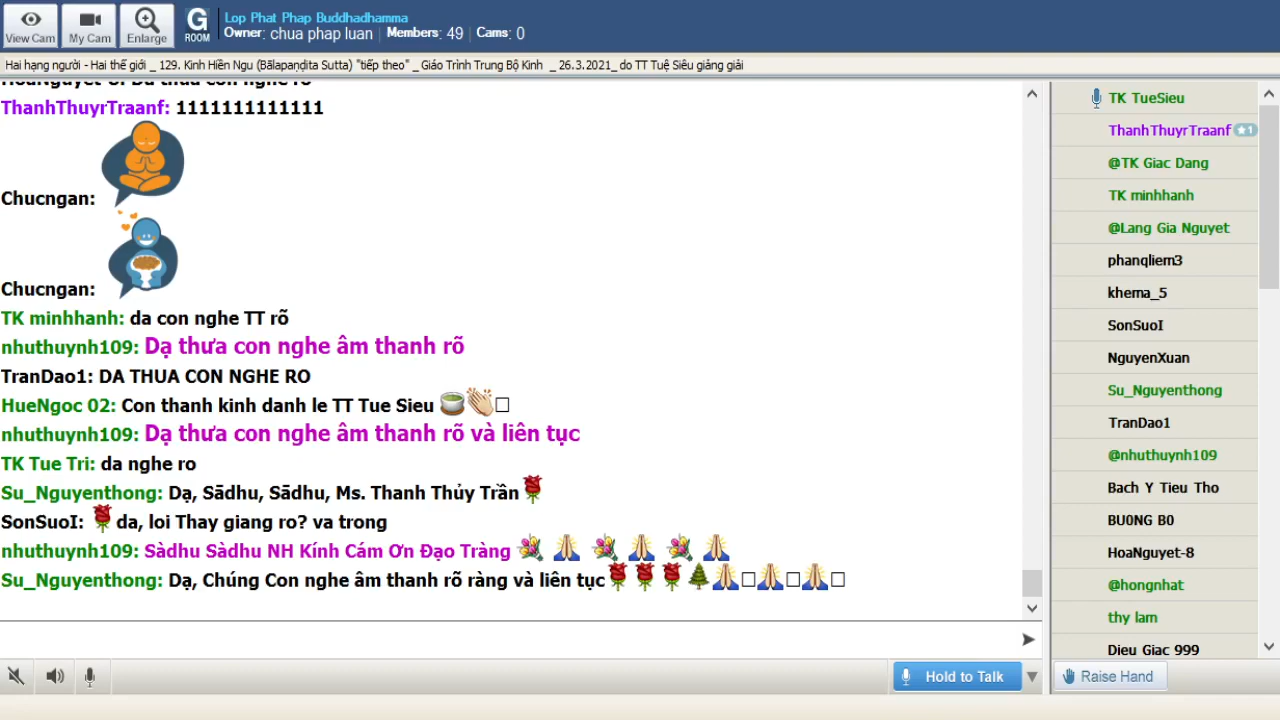 View Cam
My Cam
Enlarge
G
ROOM
Lop Phat Phap Buddhadhamma
Owner: chua pháp luan | Members: 49 | Cams: 0
Hai hạng người - Hai thế giới _ 129. Kinh Hiền Ngu (Bālapaṇḍita Sutta) "tiếp theo" _ Giáo Trình Trung Bộ Kinh _ 26.3.2021_ do TT Tuệ Siêu giảng giải
ThanhThuyrTraanf: 1111111111111
Chucngan:
Chucngan:
TK minhhanh: da con nghe TT rõ
nhuthuynh109: Dạ thưa con nghe âm thanh rõ
TranDao1: DA THUA CON NGHE RO
HueNgoc 02: Con thanh kinh danh le TT Tue Sieu 🍵👏□
nhuthuynh109: Dạ thưa con nghe âm thanh rõ và liên tục
TK Tue Tri: da nghe ro
Su_Nguyenthong: Dạ, Sādhu, Sādhu, Ms. Thanh Thủy Trần🌹
SonSuoI: 🌹da, loi Thay giang ro? va trong
nhuthuynh109: Sàdhu Sàdhu NH Kính Cám Ơn Đạo Tràng 💐 🙏 💐 🙏 💐 🙏
Su_Nguyenthong: Dạ, Chúng Con nghe âm thanh rõ ràng và liên tục🌹🌹🌹🌲🙏□🙏□🙏□
Hold to Talk
TK TueSieu
ThanhThuyrTraanf ★1
@TK Giac Dang
TK minhhanh
@Lang Gia Nguyet
phanqliem3
khema_5
SonSuoI
NguyenXuan
Su_Nguyenthong
TranDao1
@nhuthuynh109
Bach Y Tieu Tho
BU0NG B0
HoaNguyet-8
@hongnhat
thy lam
Dieu Giac 999
Raise Hand